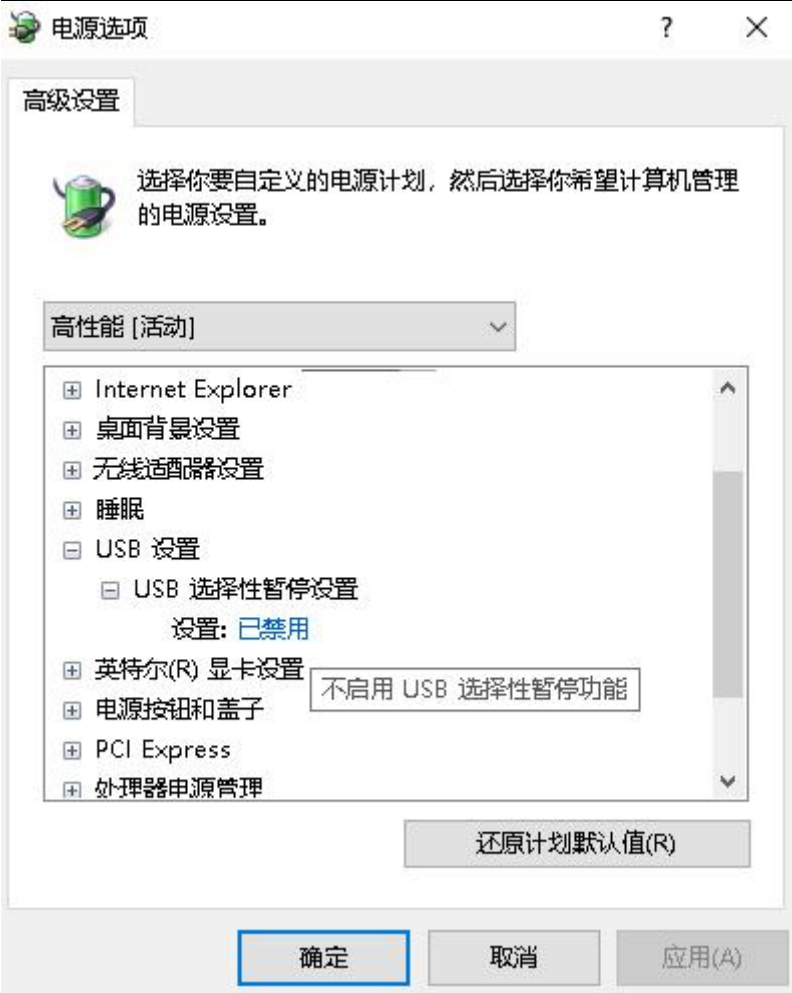 电源选项
?
高级设置
选择你要自定义的电源计划，然后选择你希望计算机管理
的电源设置。
高性能 [活动]
Internet Explorer
桌面背景设置
无线适配器设置
睡眠
USB 设置
USB 选择性暂停设置
设置: 已禁用
英特尔(R) 显卡设置
不启用 USB 选择性暂停功能
电源按钮和盖子
PCI Express
处理器电源管理
还原计划默认值(R)
确定
取消
应用(A)